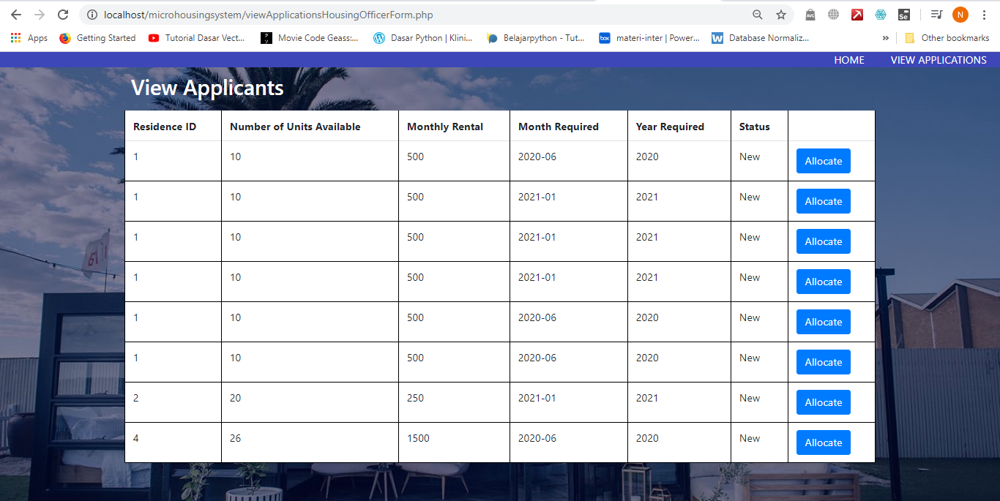 localhost/microhousingsystem/viewApplicationsHousingOfficerForm.php
AVG
Se
N
Apps Getting Started Tutorial Dasar Vect... Movie Code Geass:... Dasar Python | Klini... Belajarpython - Tut... box materi-inter | Power... W Database Normaliz... » Other bookmarks
HOME VIEW APPLICATIONS
View Applicants
Residence ID Number of Units Available Monthly Rental Month Required Year Required Status
1 10 500 2020-06 2020 New Allocate
1 10 500 2021-01 2021 New Allocate
1 10 500 2021-01 2021 New Allocate
1 10 500 2021-01 2021 New Allocate
1 10 500 2020-06 2020 New Allocate
1 10 500 2020-06 2020 New Allocate
2 20 250 2021-01 2021 New Allocate
4 26 1500 2020-06 2020 New Allocate